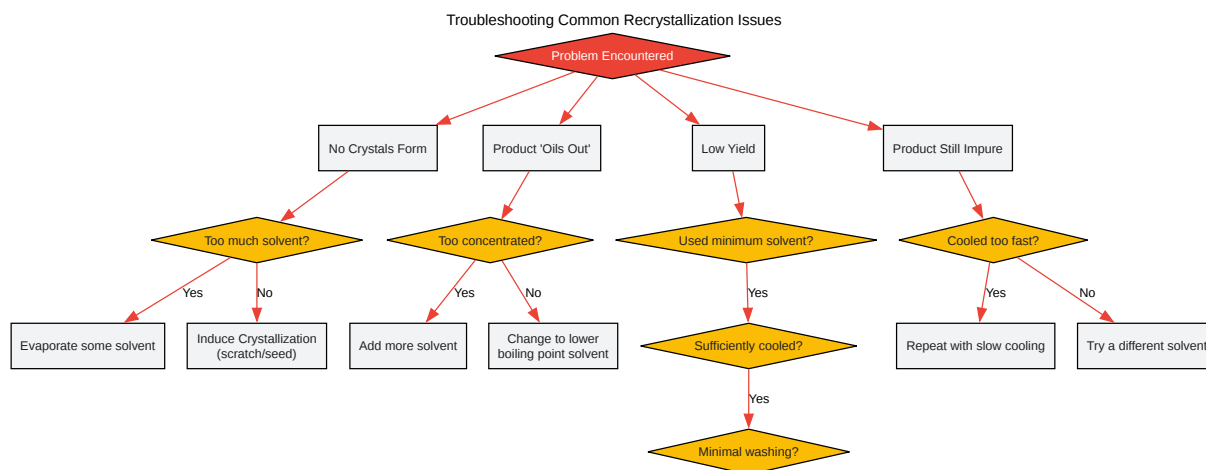 Troubleshooting Common Recrystallization Issues
Problem Encountered
No Crystals Form
Product 'Oils Out'
Low Yield
Product Still Impure
Too much solvent?
Too concentrated?
Used minimum solvent?
Cooled too fast?
Yes
No
Yes
No
Yes
Yes
No
Evaporate some solvent
Induce Crystallization
(scratch/seed)
Add more solvent
Change to lower
boiling point solvent
Sufficiently cooled?
Repeat with slow cooling
Try a different solvent
Yes
Minimal washing?